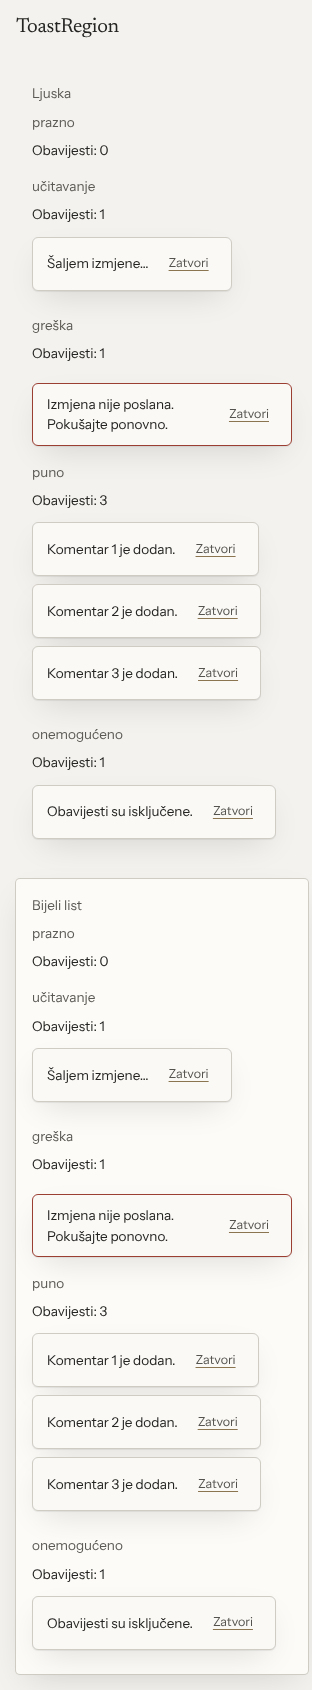 ToastRegion
Ljuska
prazno
Obavijesti: 0
učitavanje
Obavijesti: 1
Šaljem izmjene… Zatvori
greška
Obavijesti: 1
Izmjena nije poslana.
Pokušajte ponovno.
Zatvori
puno
Obavijesti: 3
Komentar 1 je dodan. Zatvori
Komentar 2 je dodan. Zatvori
Komentar 3 je dodan. Zatvori
onemogućeno
Obavijesti: 1
Obavijesti su isključene. Zatvori
Bijeli list
prazno
Obavijesti: 0
učitavanje
Obavijesti: 1
Šaljem izmjene… Zatvori
greška
Obavijesti: 1
Izmjena nije poslana.
Pokušajte ponovno.
Zatvori
puno
Obavijesti: 3
Komentar 1 je dodan. Zatvori
Komentar 2 je dodan. Zatvori
Komentar 3 je dodan. Zatvori
onemogućeno
Obavijesti: 1
Obavijesti su isključene. Zatvori